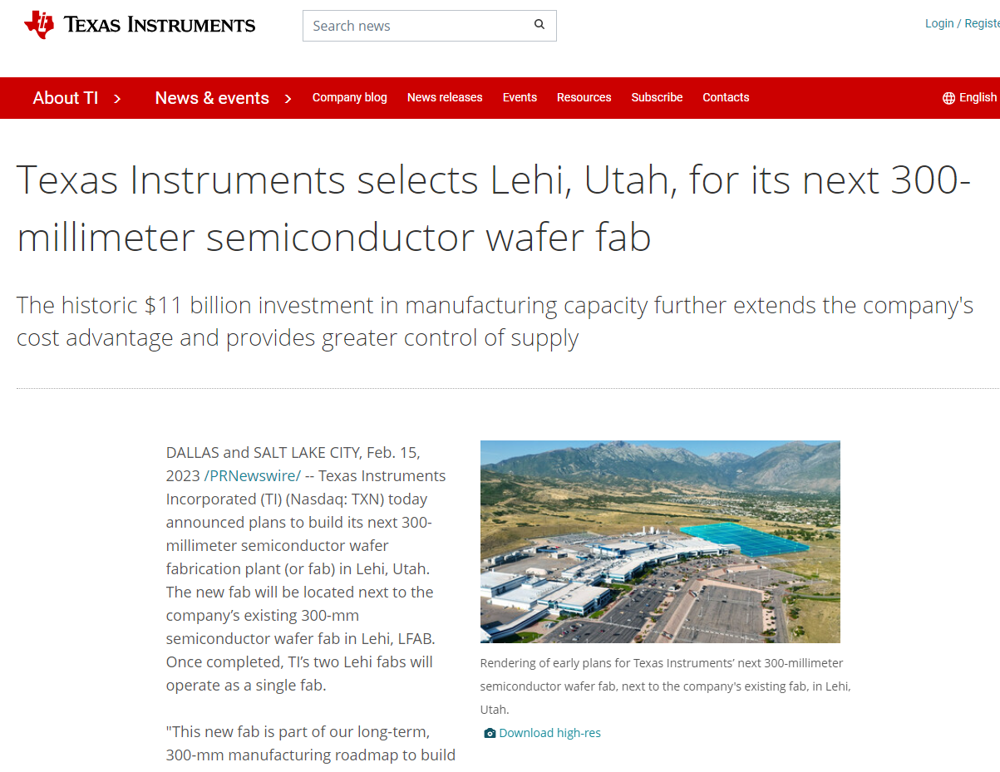 TEXAS INSTRUMENTS
Search news
Login / Registe
About TI
News & events
Company blog
News releases
Events
Resources
Subscribe
Contacts
English
Texas Instruments selects Lehi, Utah, for its next 300-
millimeter semiconductor wafer fab
The historic $11 billion investment in manufacturing capacity further extends the company's
cost advantage and provides greater control of supply
DALLAS and SALT LAKE CITY, Feb. 15,
2023 /PRNewswire/ -- Texas Instruments
Incorporated (TI) (Nasdaq: TXN) today
announced plans to build its next 300-
millimeter semiconductor wafer
fabrication plant (or fab) in Lehi, Utah.
The new fab will be located next to the
company’s existing 300-mm
semiconductor wafer fab in Lehi, LFAB.
Once completed, TI’s two Lehi fabs will
operate as a single fab.
"This new fab is part of our long-term,
300-mm manufacturing roadmap to build
Rendering of early plans for Texas Instruments’ next 300-millimeter
semiconductor wafer fab, next to the company's existing fab, in Lehi,
Utah.
Download high-res